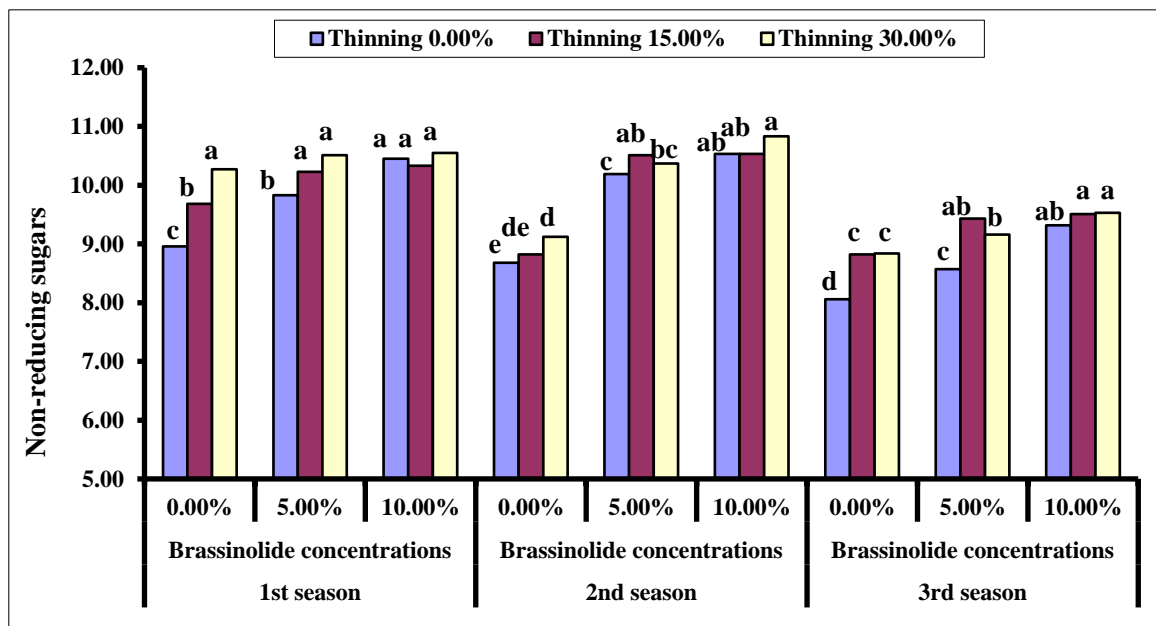 Thinning 0.00% Thinning 15.00% Thinning 30.00%
Non-reducing sugars
12.00
11.00
10.00
9.00
8.00
7.00
6.00
5.00
c b a b a a a a a
e de d c ab bc ab ab a
d c c c ab b ab a a
0.00% 5.00% 10.00% 0.00% 5.00% 10.00% 0.00% 5.00% 10.00%
Brassinolide concentrations Brassinolide concentrations Brassinolide concentrations
1st season 2nd season 3rd season